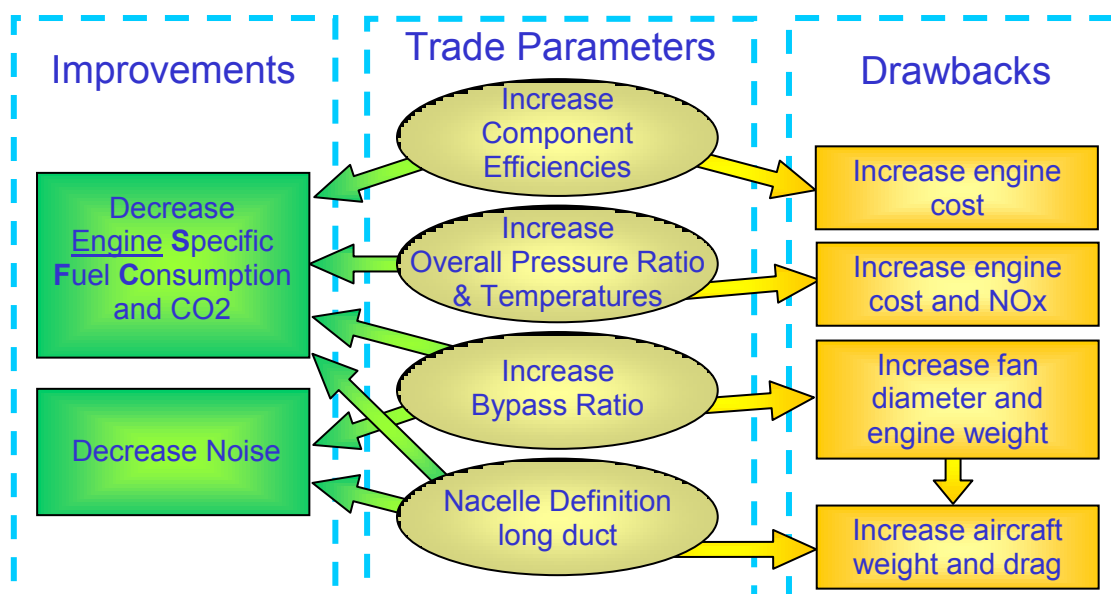 Improvements
Decrease
Engine Specific
Fuel Consumption
and CO2
Decrease Noise
Trade Parameters
Increase
Component
Efficiencies
Increase
Overall Pressure Ratio
& Temperatures
Increase
Bypass Ratio
Nacelle Definition
long duct
Drawbacks
Increase engine
cost
Increase engine
cost and NOx
Increase fan
diameter and
engine weight
Increase aircraft
weight and drag